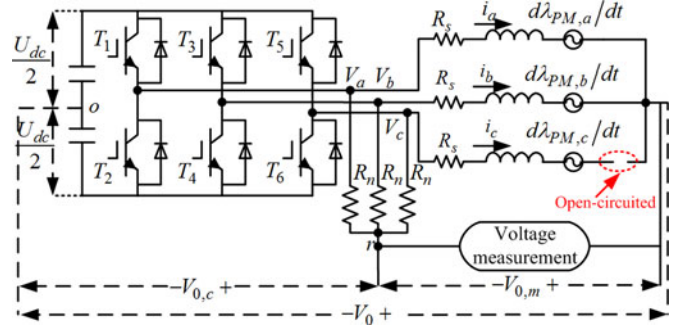 U_dc/2
U_dc/2
o
T_1
T_3
T_5
T_2
T_4
T_6
V_a
V_b
V_c
R_s
i_a
dλ_PM,a/dt
R_s
i_b
dλ_PM,b/dt
R_s
i_c
dλ_PM,c/dt
R_n
R_n
R_n
r
Open-circuited
Voltage
measurement
−V_0,c +
−V_0,m +
−V_0 +